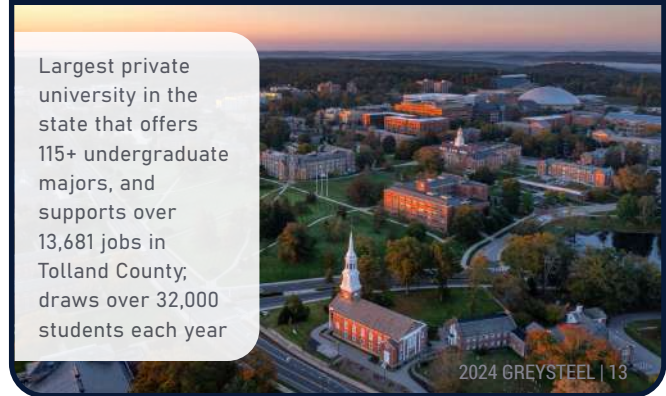 Largest private
university in the
state that offers
115+ undergraduate
majors, and
supports over
13,681 jobs in
Tolland County;
draws over 32,000
students each year
2024 GREYSTEEL | 13